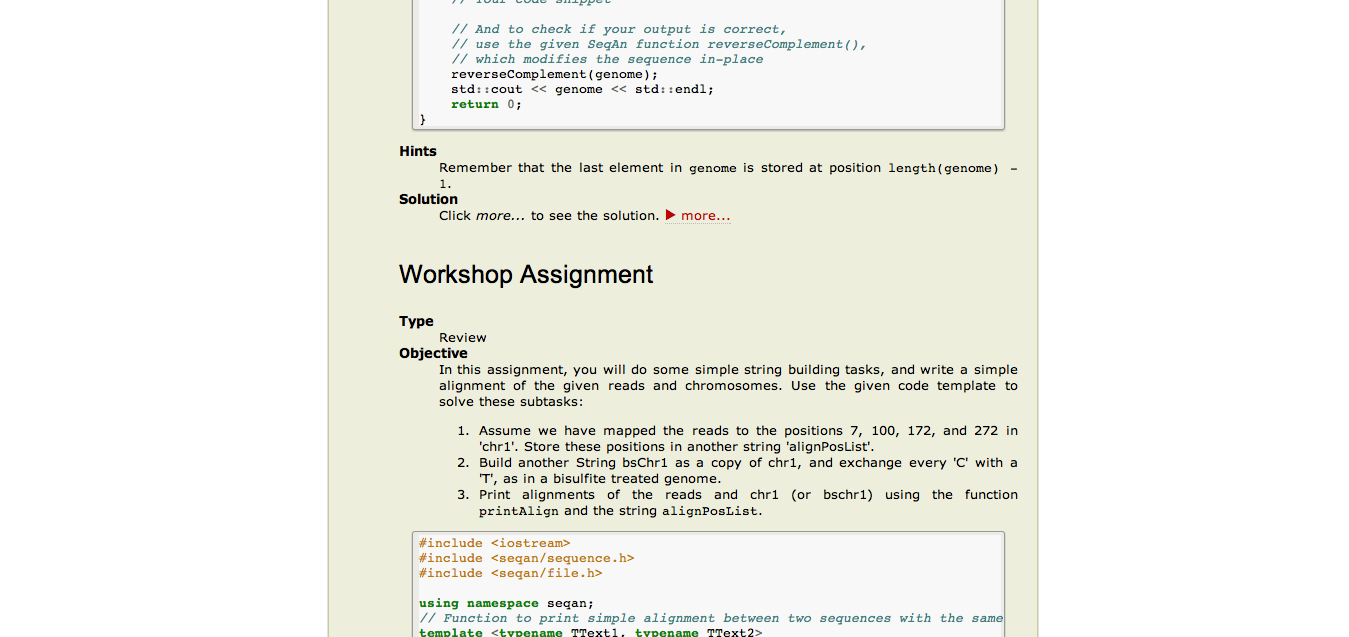 // Your code snippet
// And to check if your output is correct,
// use the given SeqAn function reverseComplement(),
// which modifies the sequence in-place
reverseComplement(genome);
std::cout << genome << std::endl;
return 0;
}
Hints
Remember that the last element in genome is stored at position length(genome) -
1.
Solution
Click more... to see the solution. ▶ more...
Workshop Assignment
Type
Review
Objective
In this assignment, you will do some simple string building tasks, and write a simple
alignment of the given reads and chromosomes. Use the given code template to
solve these subtasks:
1. Assume we have mapped the reads to the positions 7, 100, 172, and 272 in
'chr1'. Store these positions in another string 'alignPosList'.
2. Build another String bsChr1 as a copy of chr1, and exchange every 'C' with a
'T', as in a bisulfite treated genome.
3. Print alignments of the reads and chr1 (or bschr1) using the function
printAlign and the string alignPosList.
#include <iostream>
#include <seqan/sequence.h>
#include <seqan/file.h>
using namespace seqan;
// Function to print simple alignment between two sequences with the same
template <typename TText1, typename TText2>